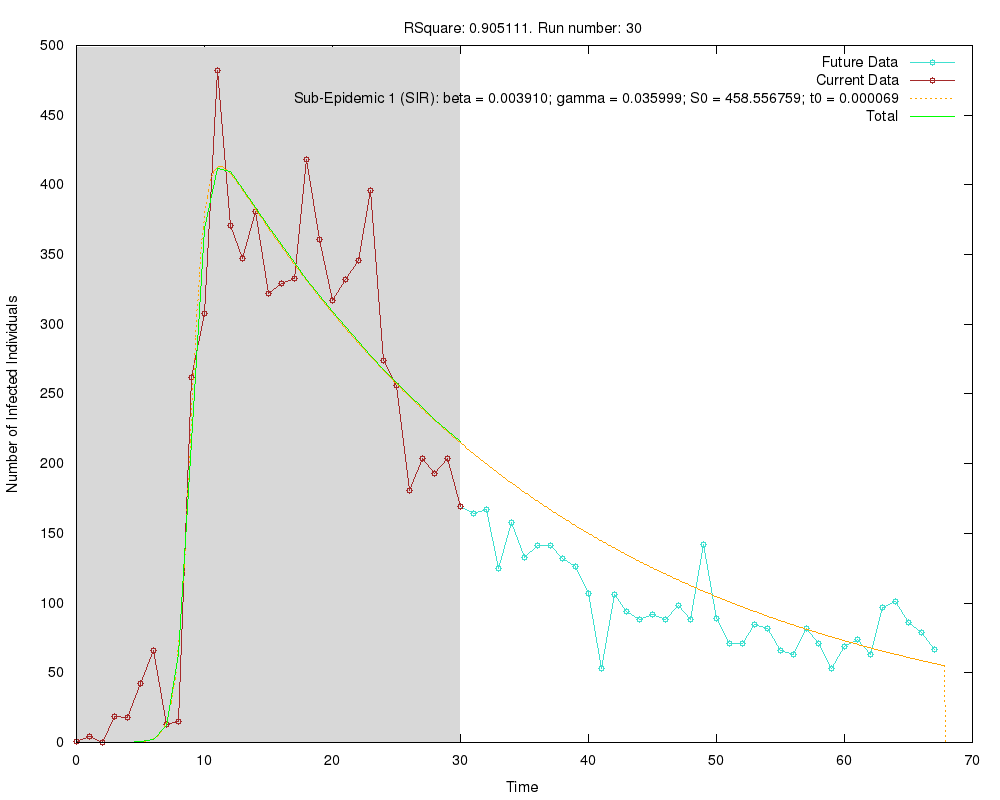 RSquare: 0.905111. Run number: 30
500
450
400
350
300
250
200
150
100
50
0
Number of Infected Individuals
Future Data
Current Data
Sub-Epidemic 1 (SIR): beta = 0.003910; gamma = 0.035999; S0 = 458.556759; t0 = 0.000069
Total
0 10 20 30 40 50 60 70
Time